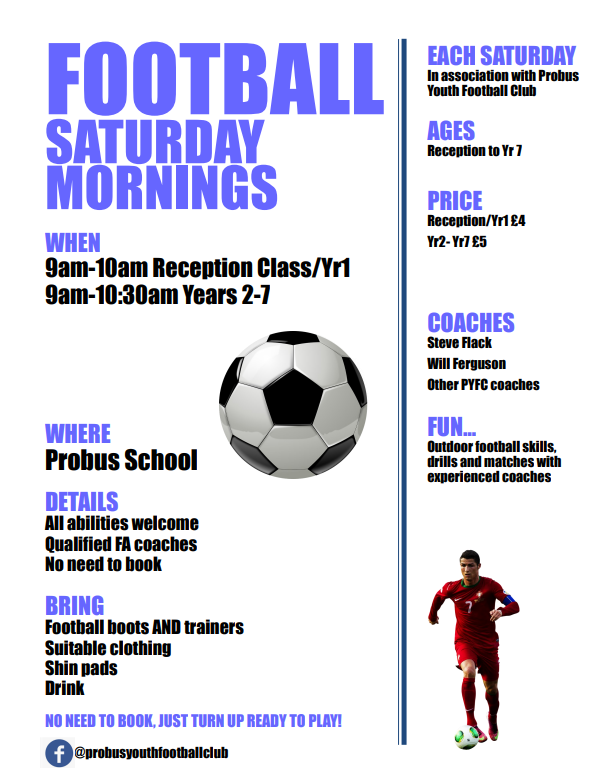 FOOTBALL
SATURDAY
MORNINGS
WHEN
9am-10am Reception Class/Yr1
9am-10:30am Years 2-7
WHERE
Probus School
DETAILS
All abilities welcome
Qualified FA coaches
No need to book
BRING
Football boots AND trainers
Suitable clothing
Shin pads
Drink
NO NEED TO BOOK, JUST TURN UP READY TO PLAY!
f @probusyouthfootballclub
EACH SATURDAY
In association with Probus
Youth Football Club
AGES
Reception to Yr 7
PRICE
Reception/Yr1 £4
Yr2- Yr7 £5
COACHES
Steve Flack
Will Ferguson
Other PYFC coaches
FUN...
Outdoor football skills,
drills and matches with
experienced coaches
7